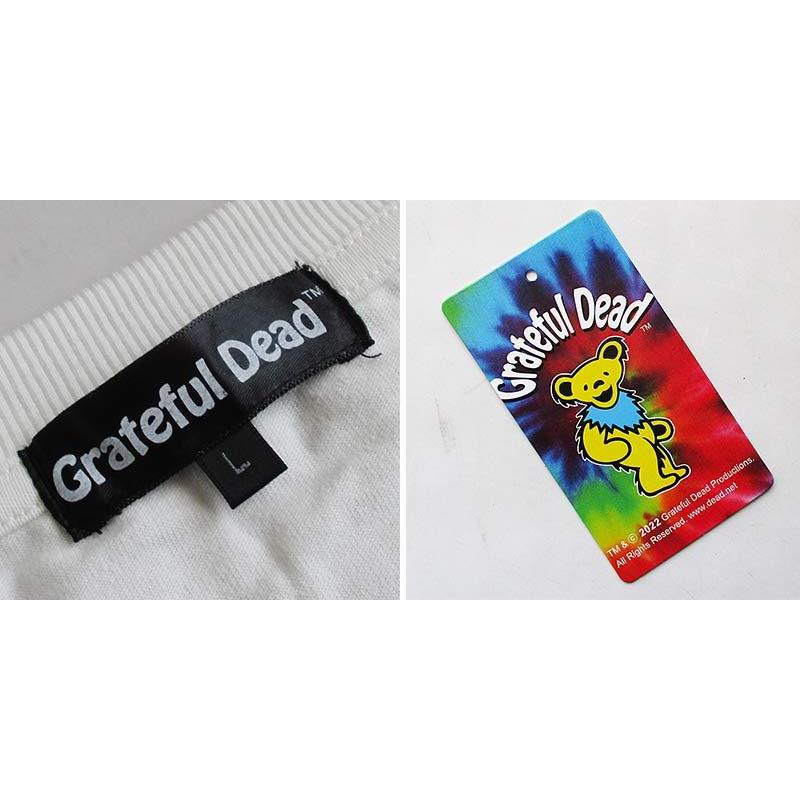 Grateful Dead™
L
Grateful Dead™
TM & © 2022 Grateful Dead Productions.
All Rights Reserved. www.dead.net